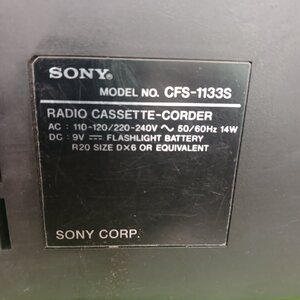 SONY®
MODEL NO. CFS-1133S
RADIO CASSETTE-CORDER
AC : 110-120/220-240V ∿ 50/60Hz 14W
DC : 9V ⎓ FLASHLIGHT BATTERY
R20 SIZE D×6 OR EQUIVALENT
SONY CORP.